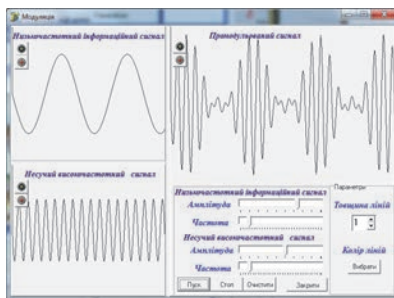 Модуляція
Низькочастотний інформаційний сигнал
Промодульований сигнал
Несучий високочастотний сигнал
Низькочастотний інформаційний сигнал
Амплітуда
Частота
Несучий високочастотний сигнал
Амплітуда
Частота
Пуск
Стоп
Очистити
Закрити
Параметри
Товщина ліній
1
Колір ліній
Вибрати